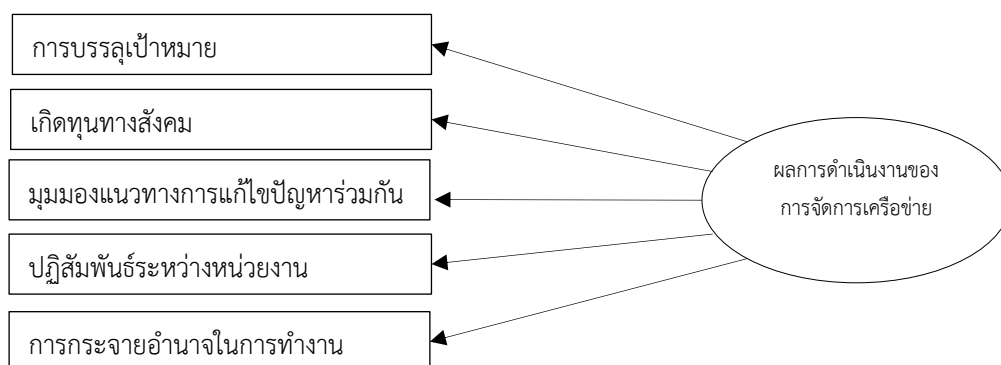 การบรรลุเป้าหมาย
เกิดทุนทางสังคม
มุมมองแนวทางการแก้ไขปัญหาร่วมกัน
ปฏิสัมพันธ์ระหว่างหน่วยงาน
การกระจายอำนาจในการทำงาน
ผลการดำเนินงานของ
การจัดการเครือข่าย